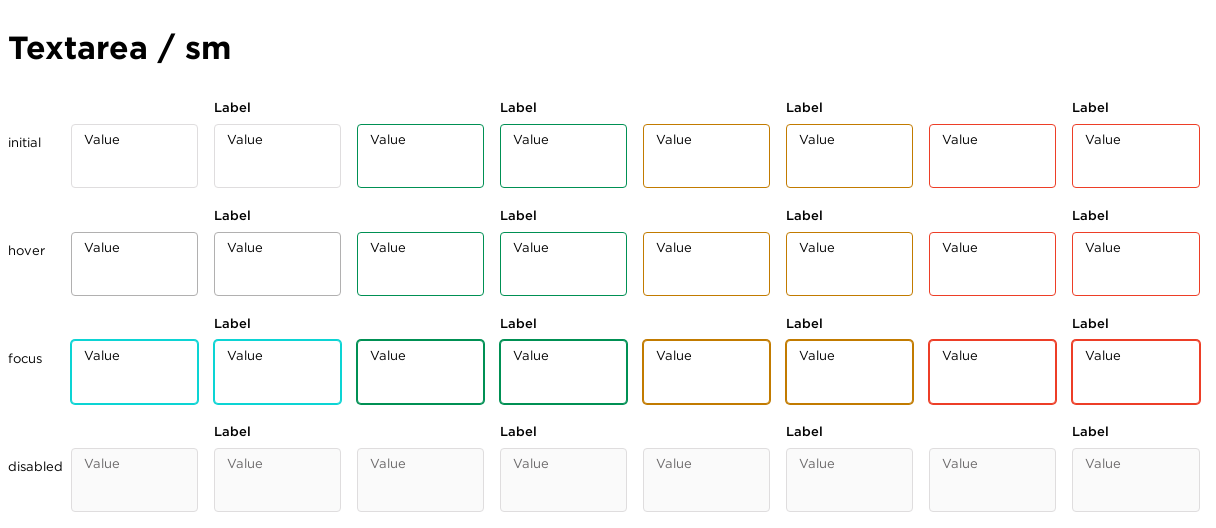 Textarea / sm
Label Label Label Label
initial Value Value Value Value Value Value Value Value
Label Label Label Label
hover Value Value Value Value Value Value Value Value
Label Label Label Label
focus Value Value Value Value Value Value Value Value
Label Label Label Label
disabled Value Value Value Value Value Value Value Value